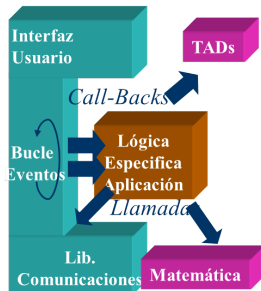 Interfaz
Usuario
TADs
Call-Backs
Lógica
Especifica
Aplicación
Bucle
Eventos
Llamada
Lib.
Comunicaciones
Matemática